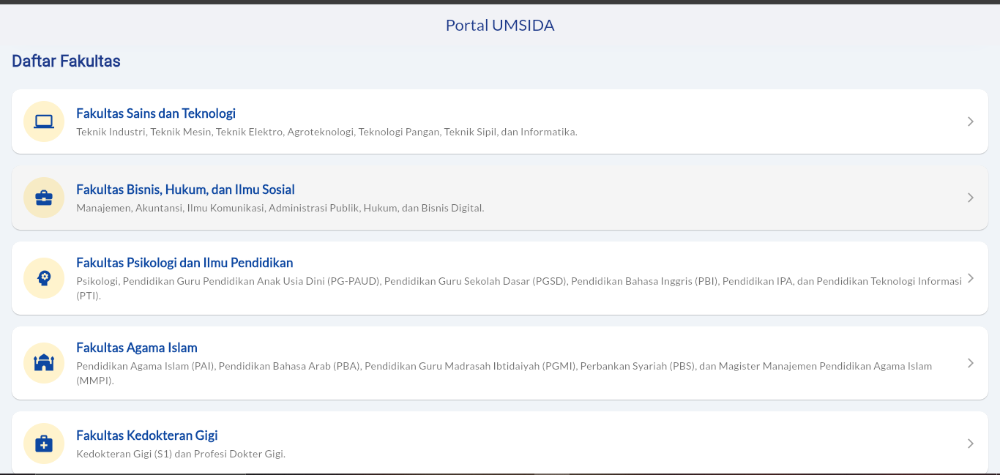 Portal UMSIDA
Daftar Fakultas
Fakultas Sains dan Teknologi
Teknik Industri, Teknik Mesin, Teknik Elektro, Agroteknologi, Teknologi Pangan, Teknik Sipil, dan Informatika.
Fakultas Bisnis, Hukum, dan Ilmu Sosial
Manajemen, Akuntansi, Ilmu Komunikasi, Administrasi Publik, Hukum, dan Bisnis Digital.
Fakultas Psikologi dan Ilmu Pendidikan
Psikologi, Pendidikan Guru Pendidikan Anak Usia Dini (PG-PAUD), Pendidikan Guru Sekolah Dasar (PGSD), Pendidikan Bahasa Inggris (PBI), Pendidikan IPA, dan Pendidikan Teknologi Informasi
(PTI).
Fakultas Agama Islam
Pendidikan Agama Islam (PAI), Pendidikan Bahasa Arab (PBA), Pendidikan Guru Madrasah Ibtidaiyah (PGMI), Perbankan Syariah (PBS), dan Magister Manajemen Pendidikan Agama Islam
(MMPI).
Fakultas Kedokteran Gigi
Kedokteran Gigi (S1) dan Profesi Dokter Gigi.